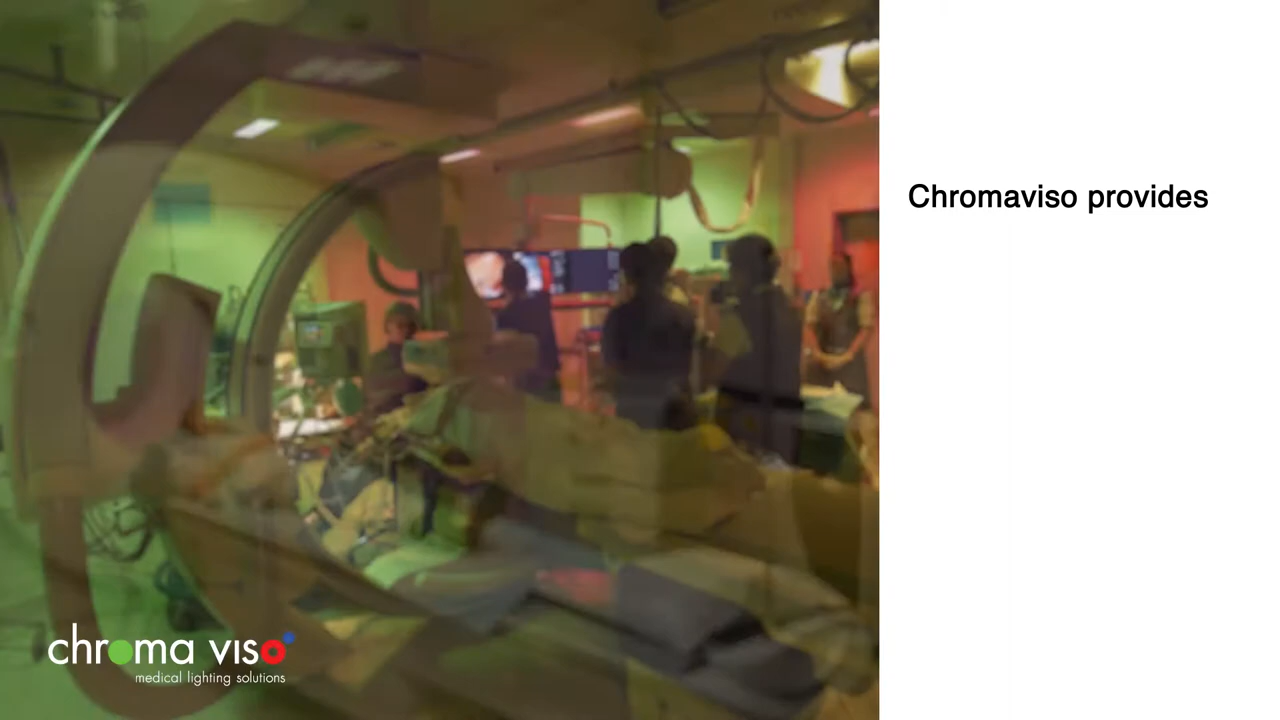 Chromaviso provides
chroma viso
medical lighting solutions